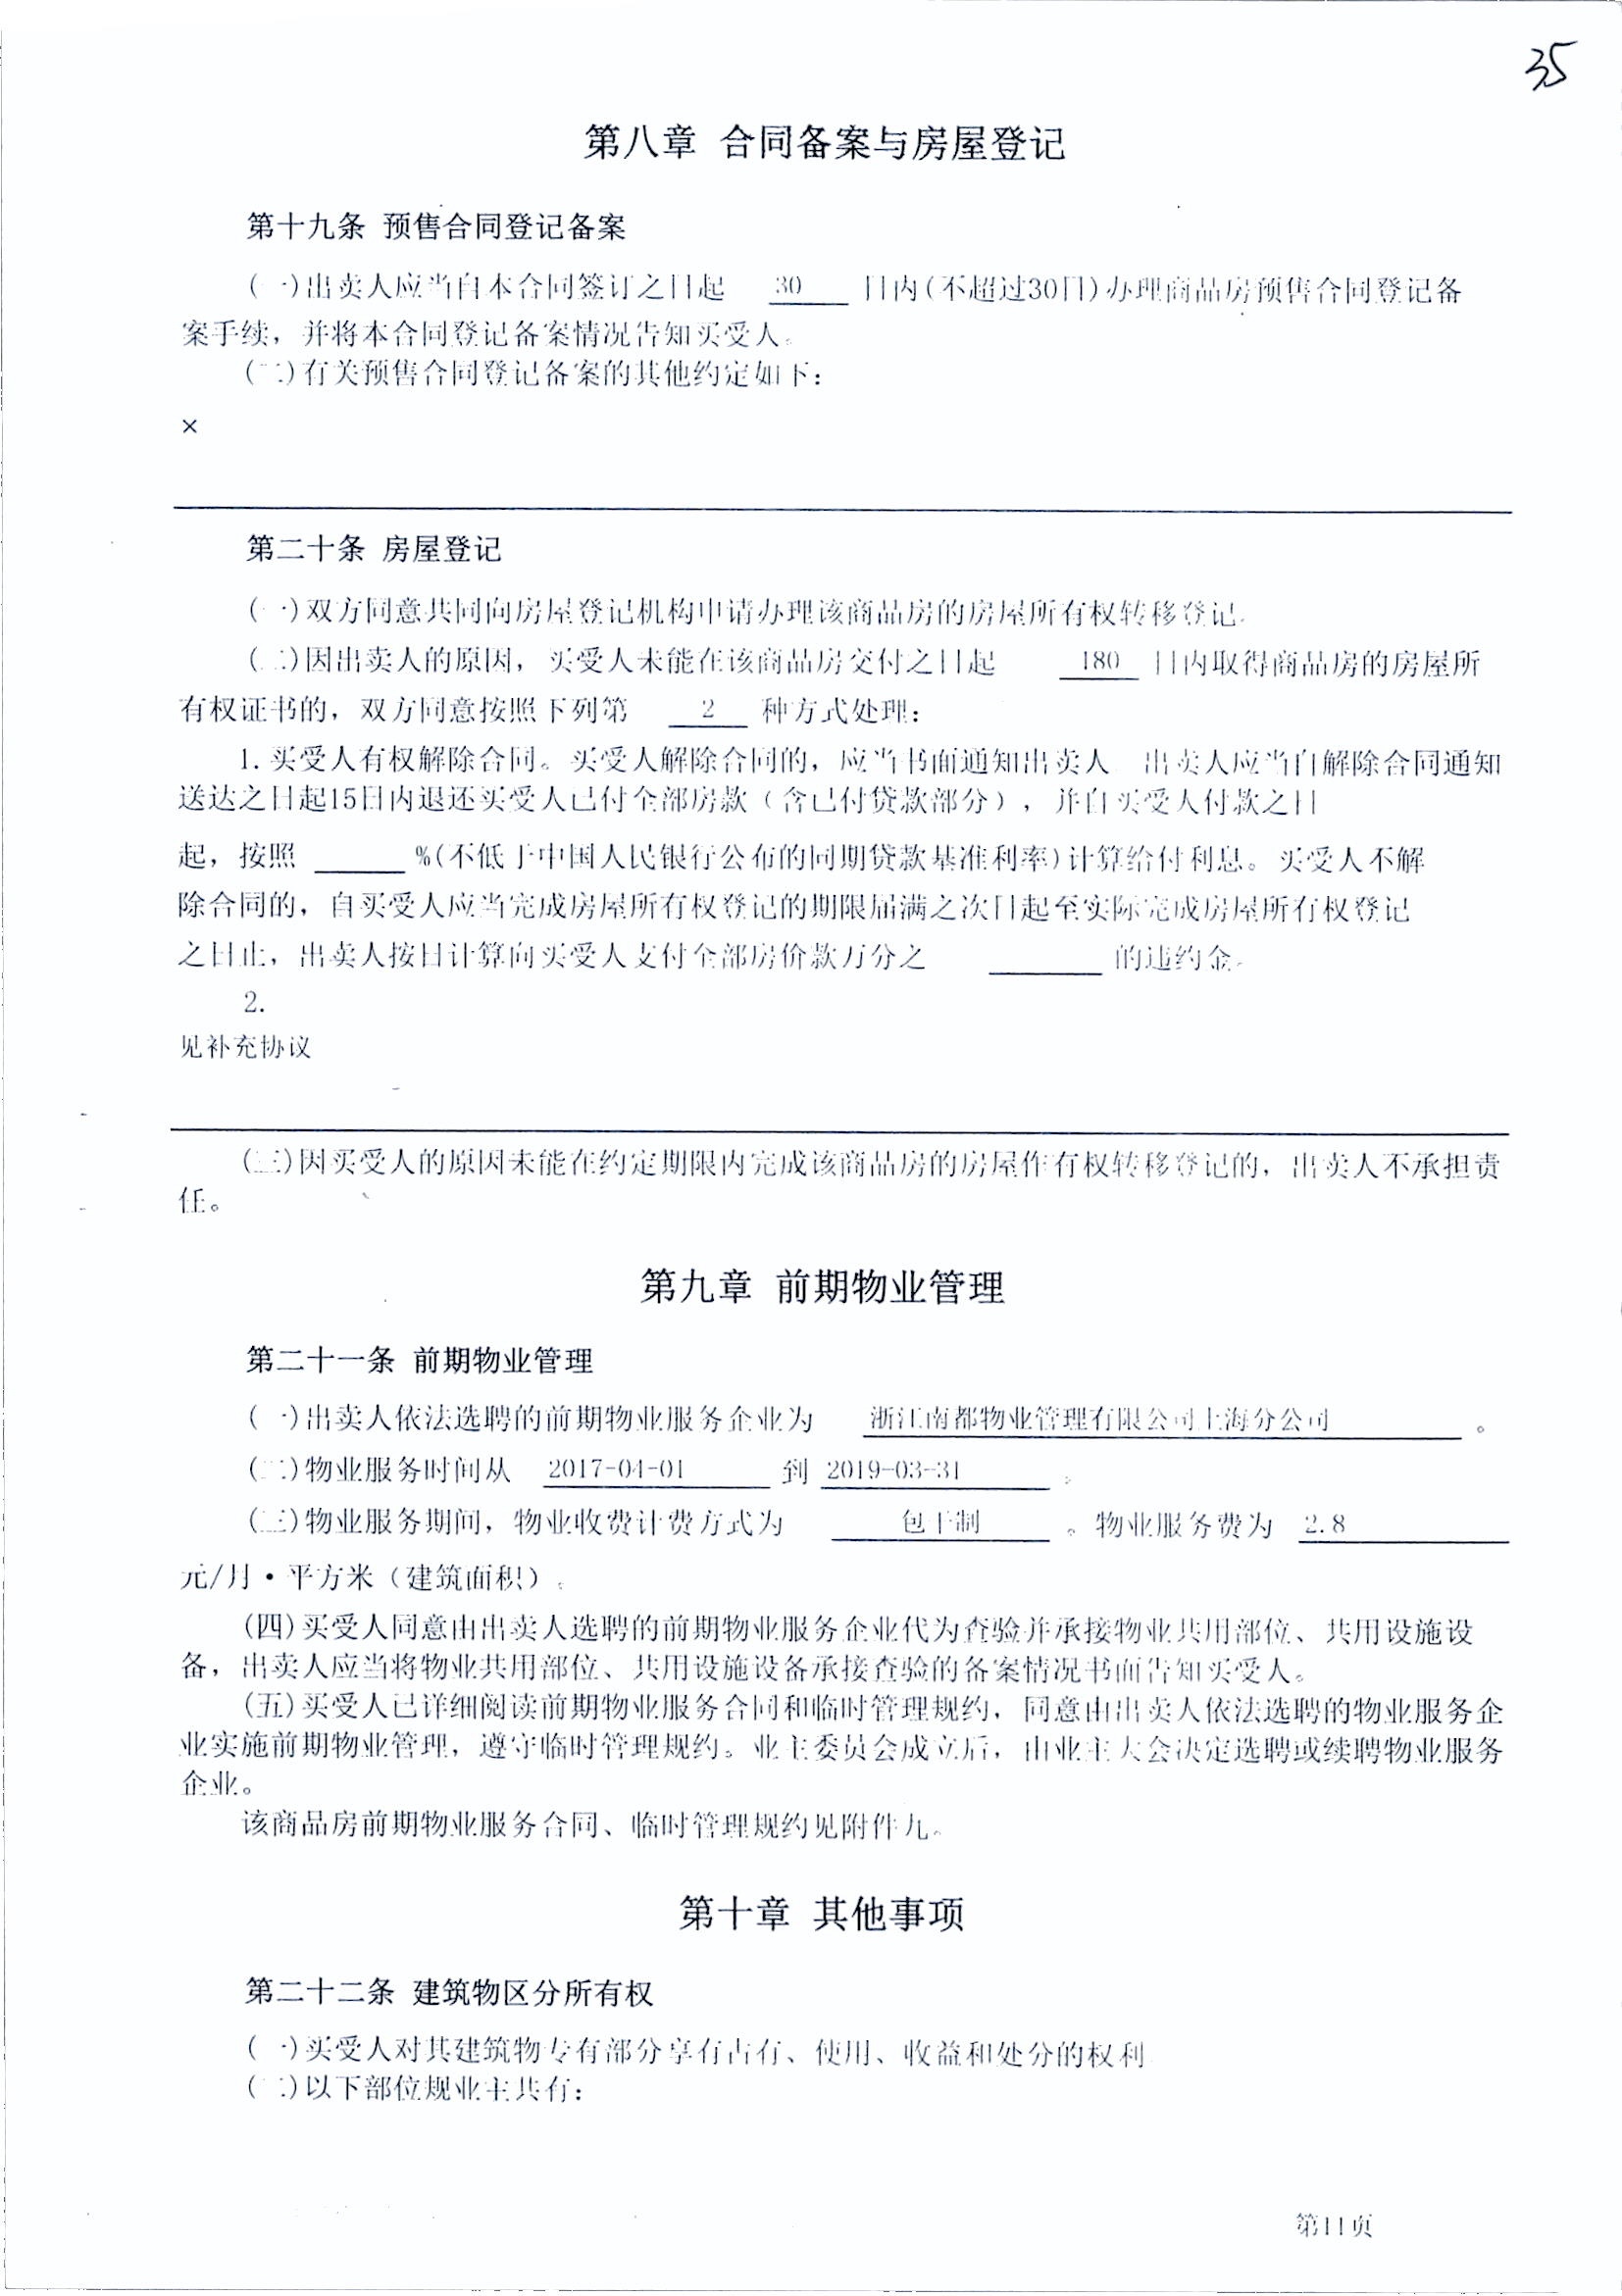 35
第八章 合同备案与房屋登记
第十九条 预售合同登记备案
(一)出卖人应当自本合同签订之日起 30 日内(不超过30日)办理商品房预售合同登记备
案手续，并将本合同登记备案情况告知买受人。
(二)有关预售合同登记备案的其他约定如下：
×
第二十条 房屋登记
(一)双方同意共同向房屋登记机构申请办理该商品房的房屋所有权转移登记。
(二)因出卖人的原因，买受人未能在该商品房交付之日起 180 日内取得商品房的房屋所
有权证书的，双方同意按照下列第 2 种方式处理：
1.买受人有权解除合同。买受人解除合同的，应当书面通知出卖人 出卖人应当自解除合同通知
送达之日起15日内退还买受人已付全部房款（含已付贷款部分），并自买受人付款之日
起，按照 ______ %(不低于中国人民银行公布的同期贷款基准利率)计算给付利息。买受人不解
除合同的，自买受人应当完成房屋所有权登记的期限届满之次日起至实际完成房屋所有权登记
之日止，出卖人按日计算向买受人支付全部房价款万分之 ______ 的违约金。
2.
见补充协议
(三)因买受人的原因未能在约定期限内完成该商品房的房屋作有权转移登记的，出卖人不承担责
任。
第九章 前期物业管理
第二十一条 前期物业管理
(一)出卖人依法选聘的前期物业服务企业为 浙江南都物业管理有限公司上海分公司 。
(二)物业服务时间从 2017-04-01 到 2019-03-31 。
(三)物业服务期间，物业收费计费方式为 包干制 。物业服务费为 2.8
元/月·平方米（建筑面积）。
(四)买受人同意由出卖人选聘的前期物业服务企业代为查验并承接物业共用部位、共用设施设
备，出卖人应当将物业共用部位、共用设施设备承接查验的备案情况书面告知买受人。
(五)买受人已详细阅读前期物业服务合同和临时管理规约，同意由出卖人依法选聘的物业服务企
业实施前期物业管理，遵守临时管理规约。业主委员会成立后，由业主大会决定选聘或续聘物业服务
企业。
该商品房前期物业服务合同、临时管理规约见附件九。
第十章 其他事项
第二十二条 建筑物区分所有权
(一)买受人对其建筑物专有部分享有占有、使用、收益和处分的权利
(二)以下部位规业主共有：
第11页